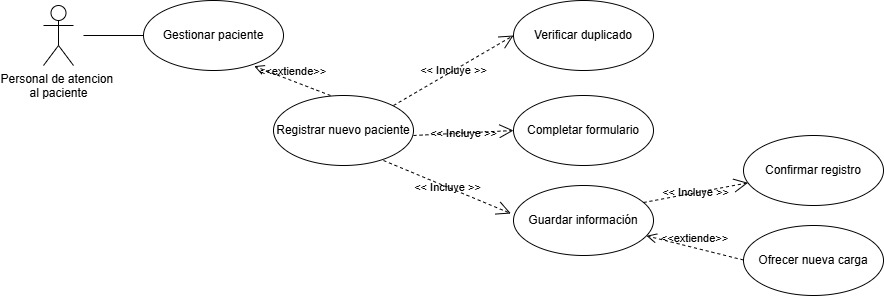 Gestionar paciente
Verificar duplicado
<<extiende>>
<< Incluye >>
Personal de atencion
al paciente
Registrar nuevo paciente
<< Incluye >>
Completar formulario
Confirmar registro
<< Incluye >>
<< Incluye >>
Guardar información
<<extiende>>
Ofrecer nueva carga